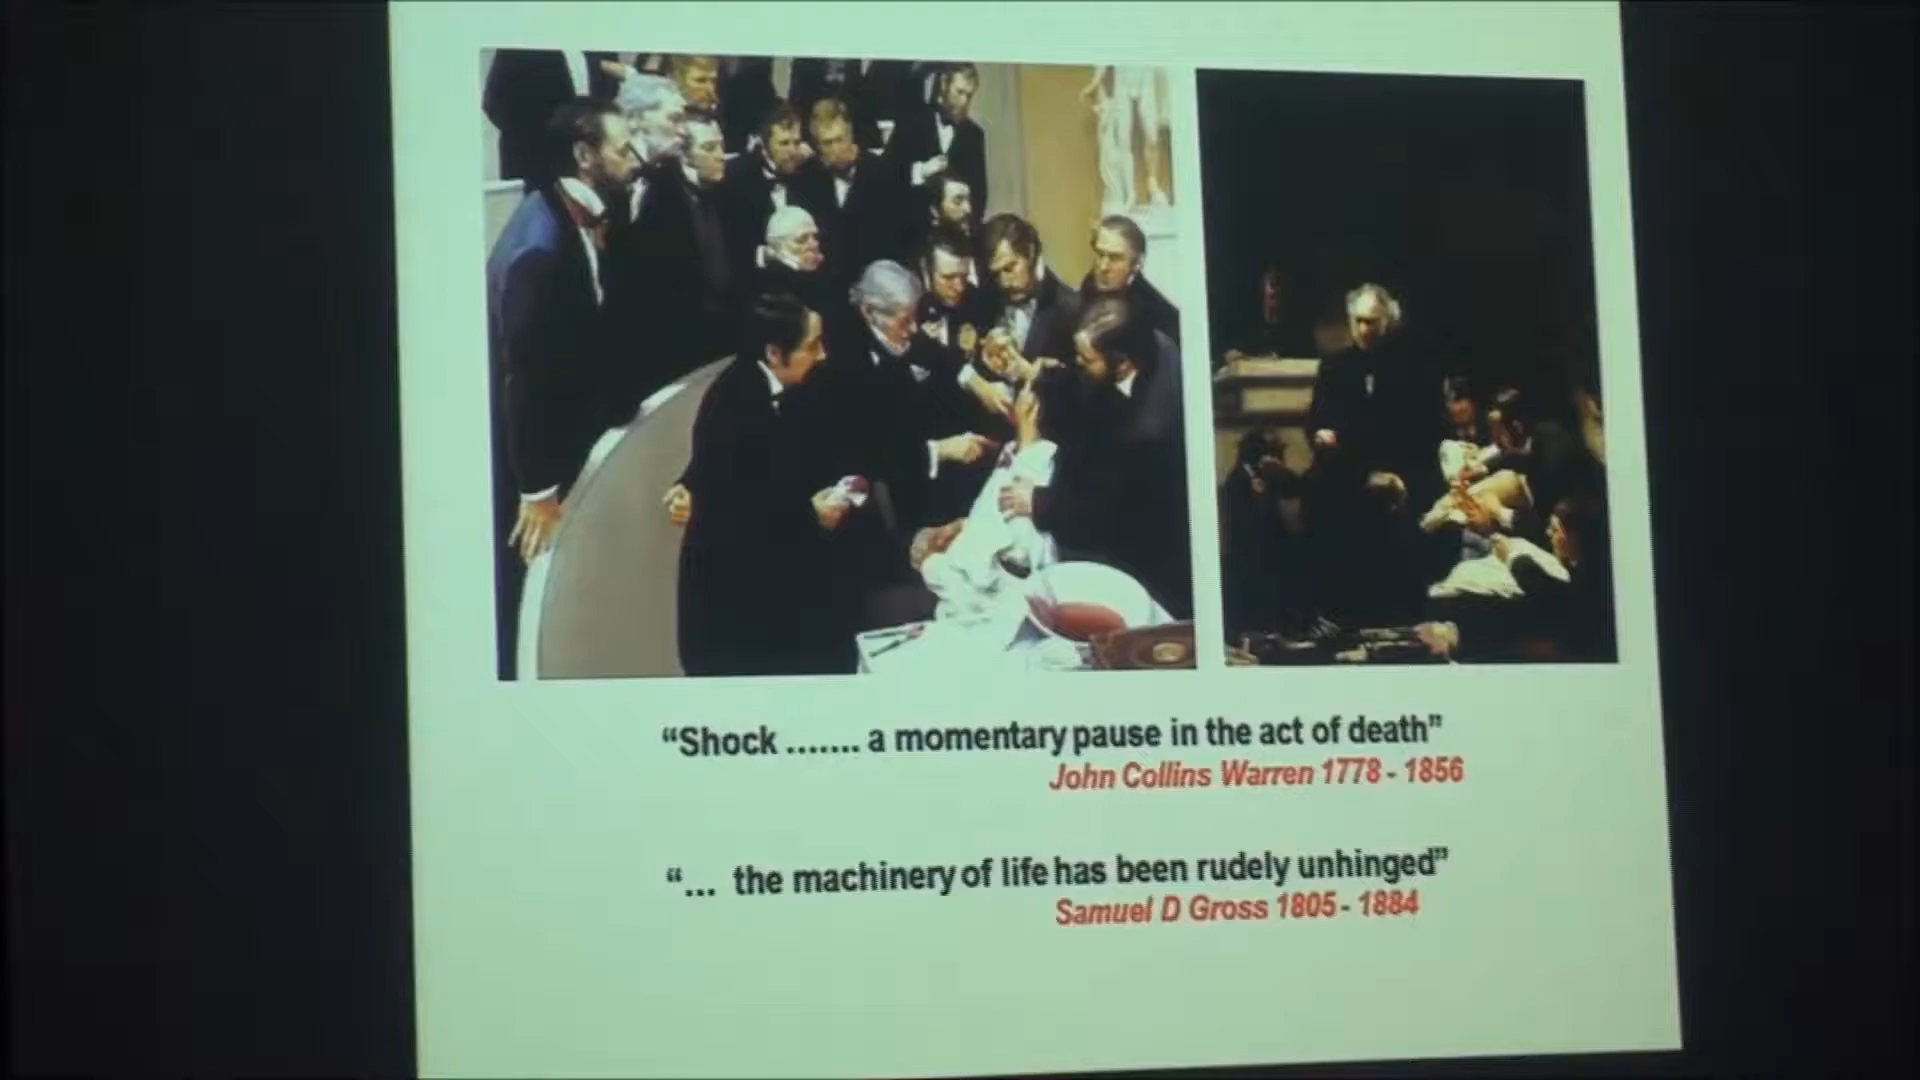 “Shock ....... a momentary pause in the act of death”
John Collins Warren 1778 - 1856
“... the machinery of life has been rudely unhinged”
Samuel D Gross 1805 - 1884